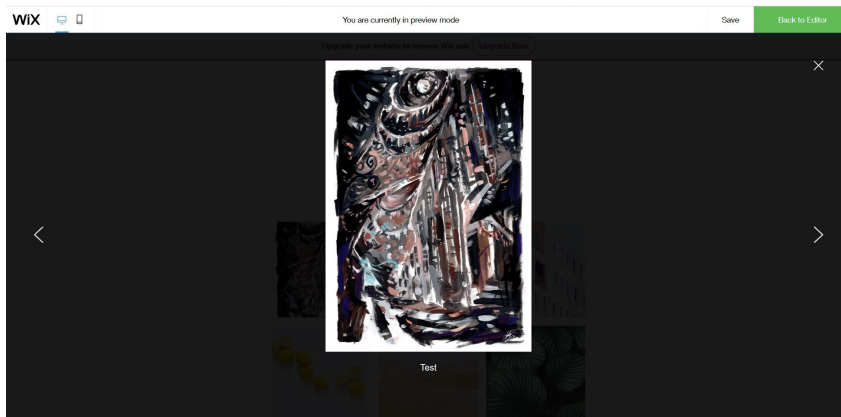 WiX
You are currently in preview mode
Save
Back to Editor
Upgrade your website to remove Wix ads
Upgrade Now
Test